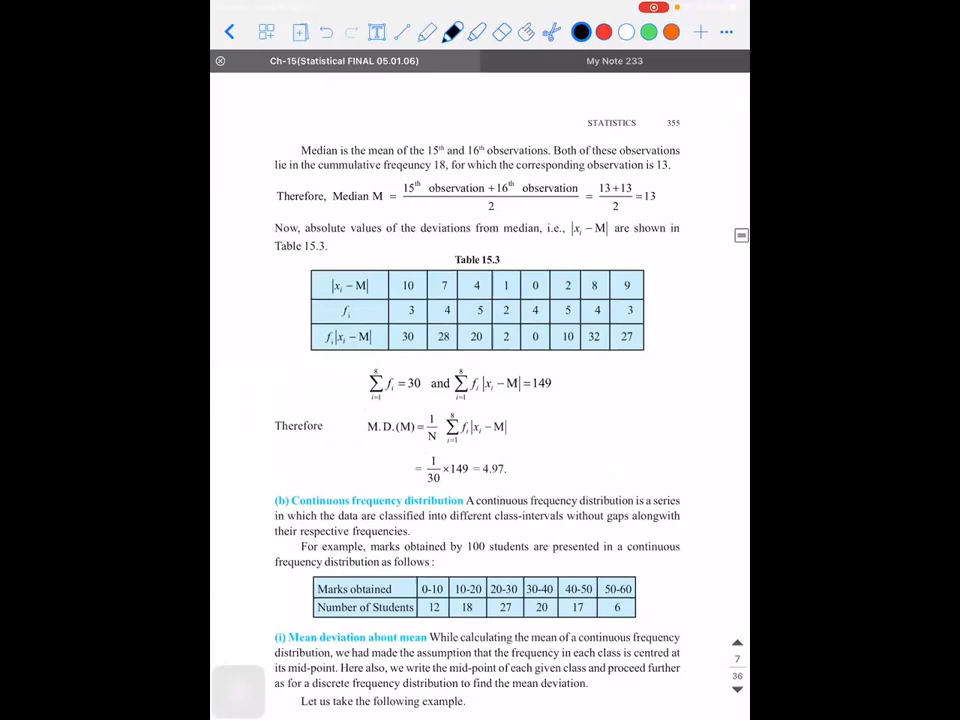 Ch-15(Statistical FINAL 05.01.06)
My Note 233
STATISTICS 355
Median is the mean of the 15th and 16th observations. Both of these observations
lie in the cummulative freqeuncy 18, for which the corresponding observation is 13.
Therefore, Median M = (15th observation + 16th observation)/2 = (13+13)/2 = 13
Now, absolute values of the deviations from median, i.e., |xi − M| are shown in
Table 15.3.
Table 15.3
|xi − M| 10 7 4 1 0 2 8 9
fi 3 4 5 2 4 5 4 3
fi|xi − M| 30 28 20 2 0 10 32 27
8∑i=1 fi = 30 and 8∑i=1 fi |xi − M| = 149
Therefore M. D. (M) = 1/N 8∑i=1 fi|xi − M|
= 1/30 × 149 = 4.97.
(b) Continuous frequency distribution A continuous frequency distribution is a series
in which the data are classified into different class-intervals without gaps alongwith
their respective frequencies.
For example, marks obtained by 100 students are presented in a continuous
frequency distribution as follows :
Marks obtained 0-10 10-20 20-30 30-40 40-50 50-60
Number of Students 12 18 27 20 17 6
(i) Mean deviation about mean While calculating the mean of a continuous frequency
distribution, we had made the assumption that the frequency in each class is centred at
its mid-point. Here also, we write the mid-point of each given class and proceed further
as for a discrete frequency distribution to find the mean deviation.
Let us take the following example.
7
36